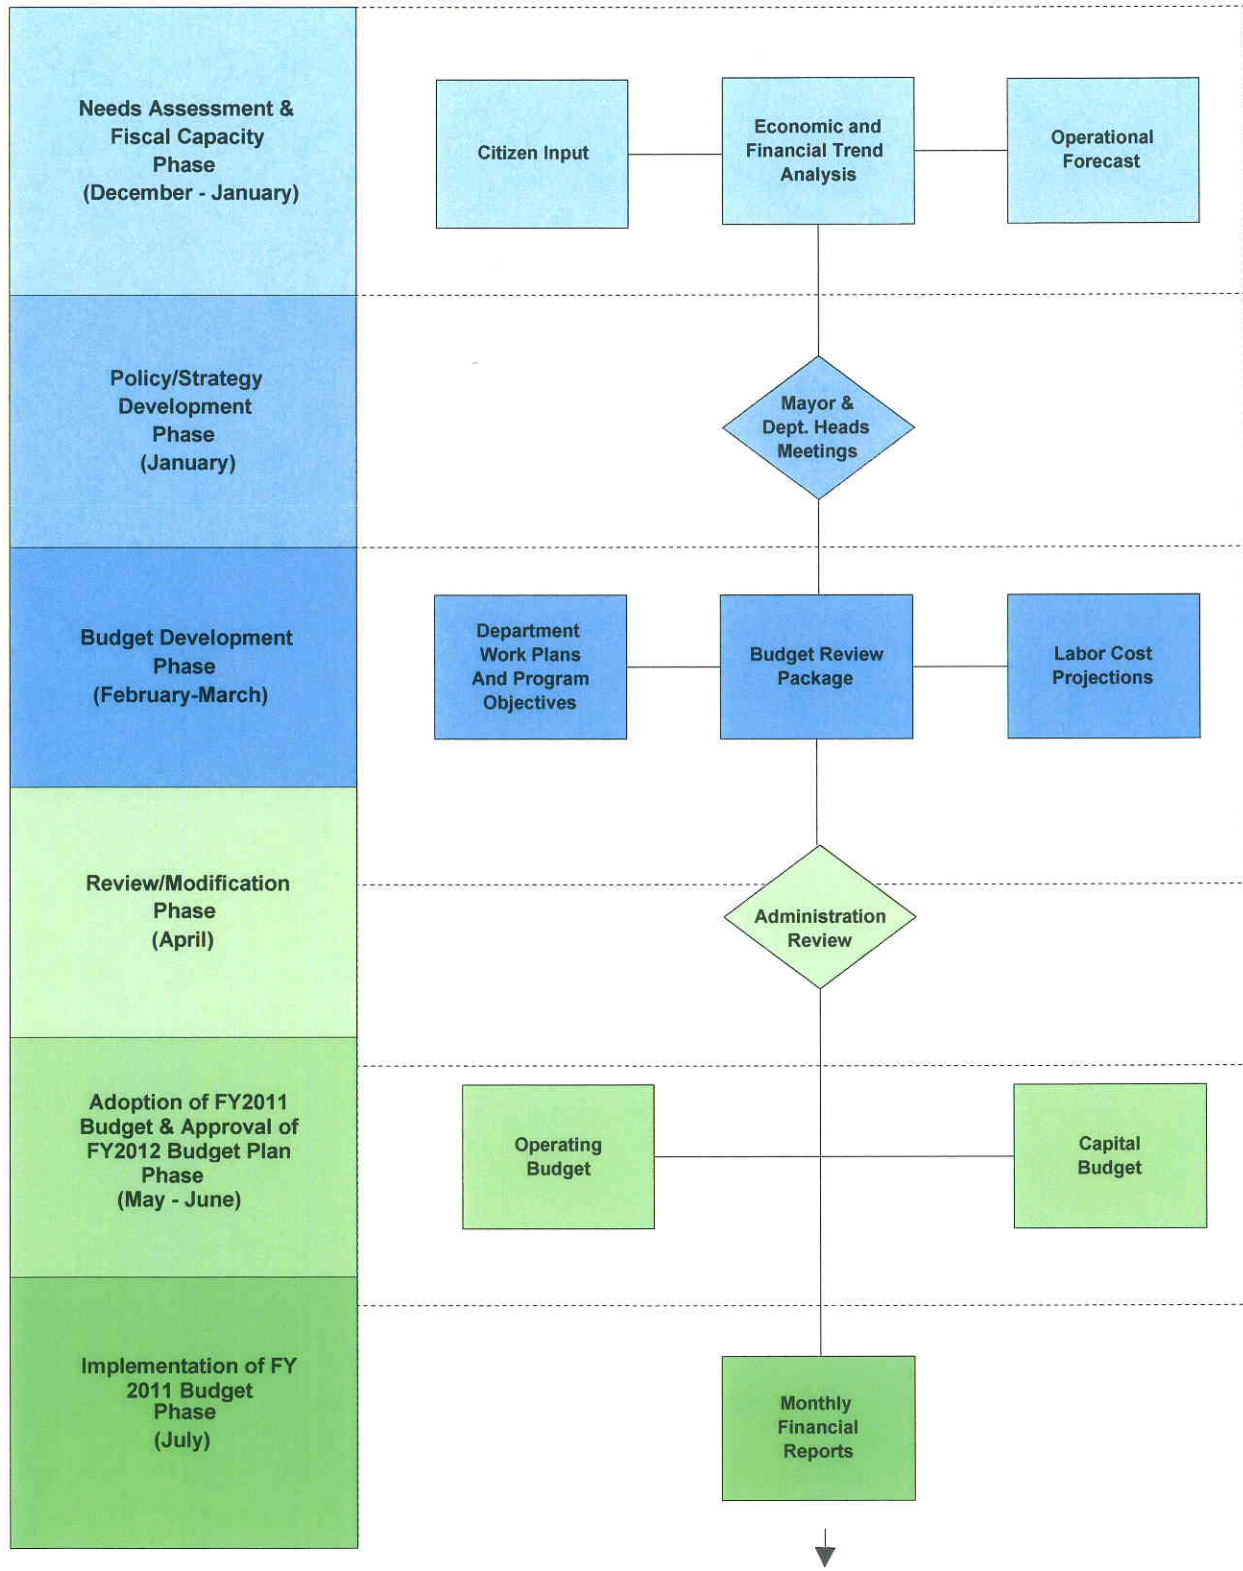 Needs Assessment &
Fiscal Capacity
Phase
(December - January)
Citizen Input
Economic and
Financial Trend
Analysis
Operational
Forecast
Policy/Strategy
Development
Phase
(January)
Mayor &
Dept. Heads
Meetings
Budget Development
Phase
(February-March)
Department
Work Plans
And Program
Objectives
Budget Review
Package
Labor Cost
Projections
Review/Modification
Phase
(April)
Administration
Review
Adoption of FY2011
Budget & Approval of
FY2012 Budget Plan
Phase
(May - June)
Operating
Budget
Capital
Budget
Implementation of FY
2011 Budget
Phase
(July)
Monthly
Financial
Reports